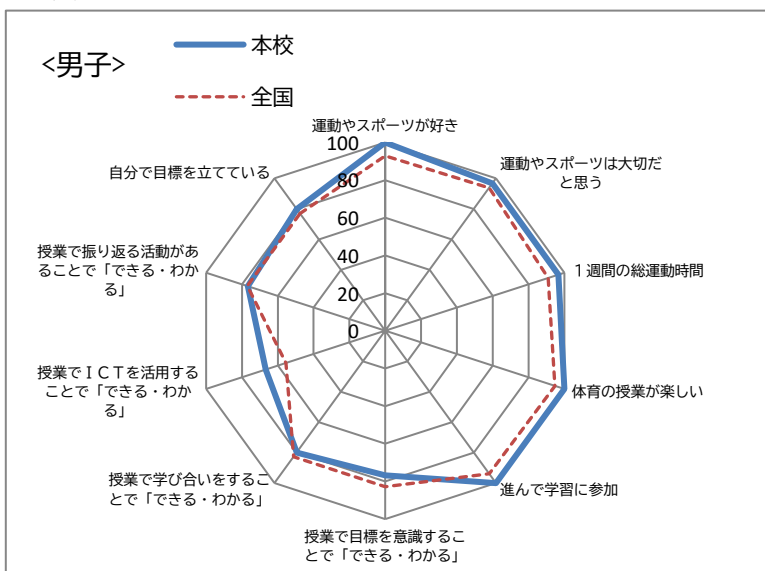 <男子>
本校
全国
運動やスポーツが好き
運動やスポーツは大切だ
と思う
１週間の総運動時間
体育の授業が楽しい
進んで学習に参加
授業で目標を意識するこ
とで「できる・わかる」
授業で学び合いをするこ
とで「できる・わかる」
授業でＩＣＴを活用する
ことで「できる・わか
る」
授業で振り返る活動があ
ることで「できる・わか
る」
自分で目標を立てている
100
80
60
40
20
0